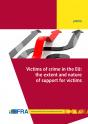 Victims of crime in the EU:
the extent and nature
of support for victims
FRA